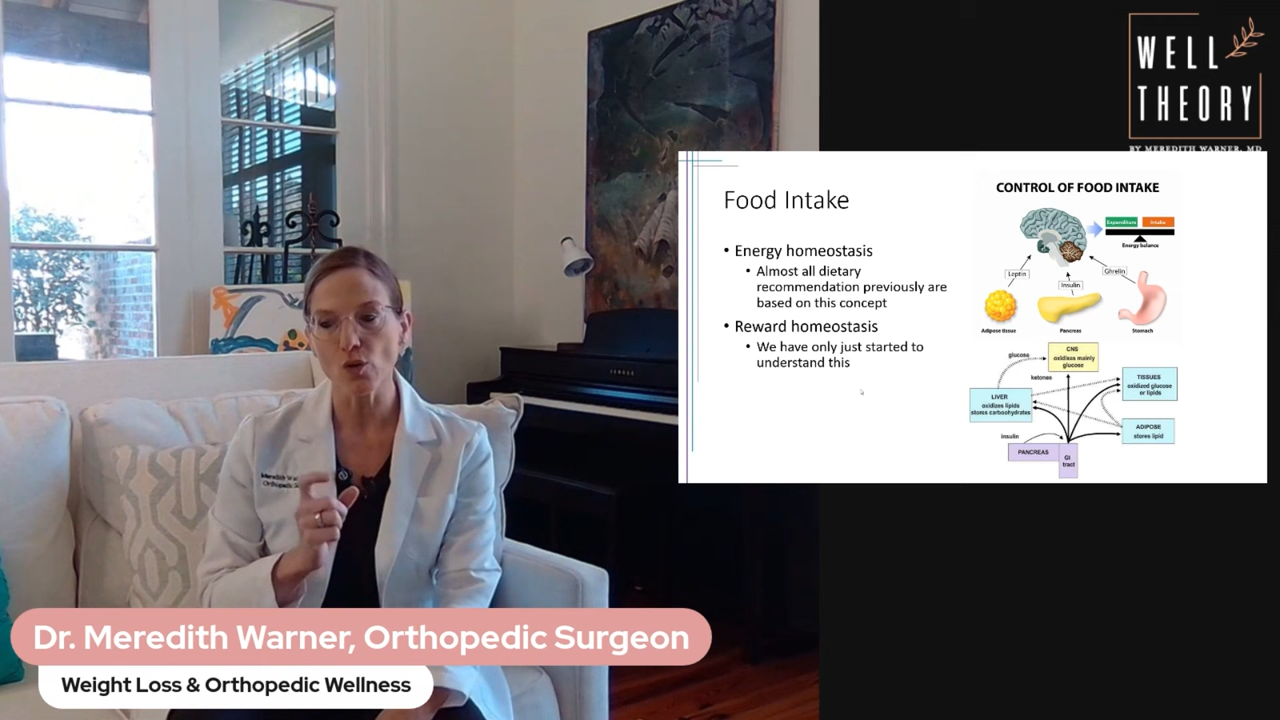 WELL
THEORY
BY MEREDITH WARNER, MD
Food Intake
• Energy homeostasis
• Almost all dietary
recommendation previously are
based on this concept
• Reward homeostasis
• We have only just started to
understand this
CONTROL OF FOOD INTAKE
Expenditure
Intake
Energy balance
Leptin
Insulin
Ghrelin
Adipose tissue
Pancreas
Stomach
glucose
CNS
oxidizes mainly
glucose
ketones
TISSUES
oxidized glucose
or lipids
LIVER
oxidizes lipids
stores carbohydrates
ADIPOSE
stores lipid
insulin
PANCREAS
GI
tract
YAMAHA
Meredith
Orthopedic
Dr. Meredith Warner, Orthopedic Surgeon
Weight Loss & Orthopedic Wellness